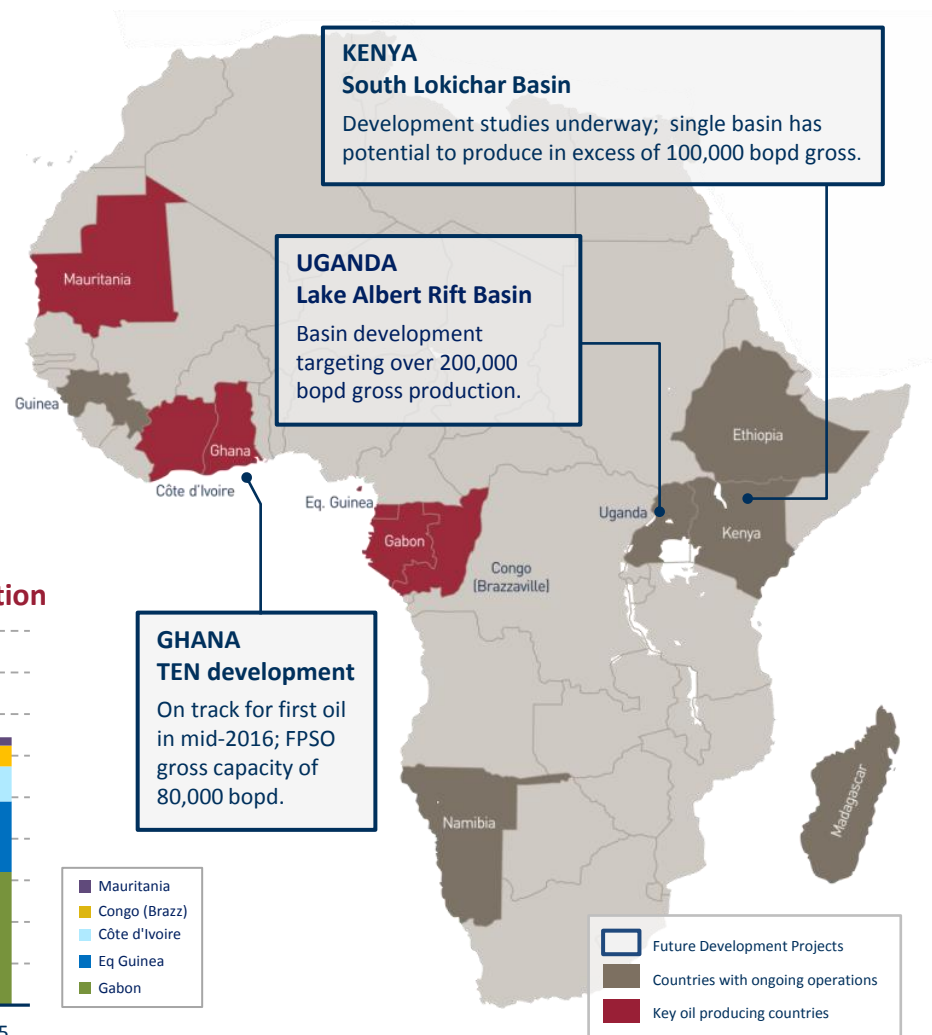 KENYA
South Lokichar Basin
Development studies underway; single basin has
potential to produce in excess of 100,000 bopd gross.
UGANDA
Lake Albert Rift Basin
Basin development
targeting over 200,000
bopd gross production.
Mauritania
Guinea
Ghana
Côte d'Ivoire
Eq. Guinea
Gabon
Congo
(Brazzaville)
Ethiopia
Uganda
Kenya
GHANA
TEN development
On track for first oil
in mid-2016; FPSO
gross capacity of
80,000 bopd.
Namibia
Madagascar
tion
Mauritania
Congo (Brazz)
Côte d'Ivoire
Eq Guinea
Gabon
5
Future Development Projects
Countries with ongoing operations
Key oil producing countries